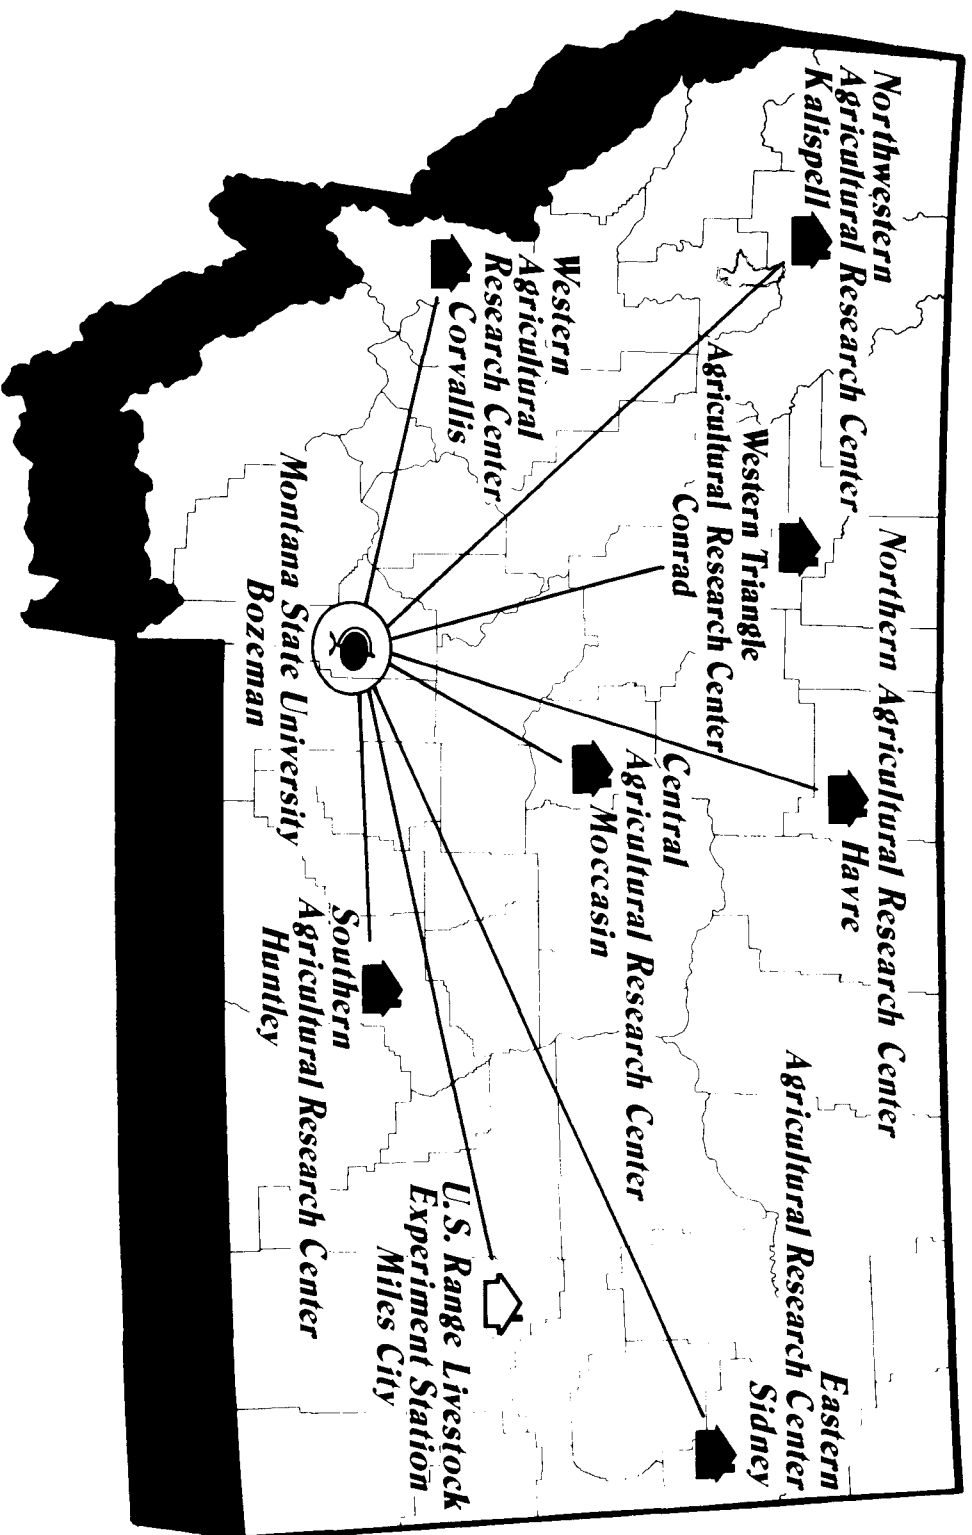 Northwestern
Agricultural Research Center
Kalispell
Northern Agricultural Research Center
Havre
Eastern
Agricultural Research Center
Sidney
Western Triangle
Agricultural Research Center
Conrad
Central
Agricultural Research Center
Moccasin
Western
Agricultural
Research Center
Corvallis
U.S. Range Livestock
Experiment Station
Miles City
Southern
Agricultural Research Center
Huntley
Montana State University
Bozeman